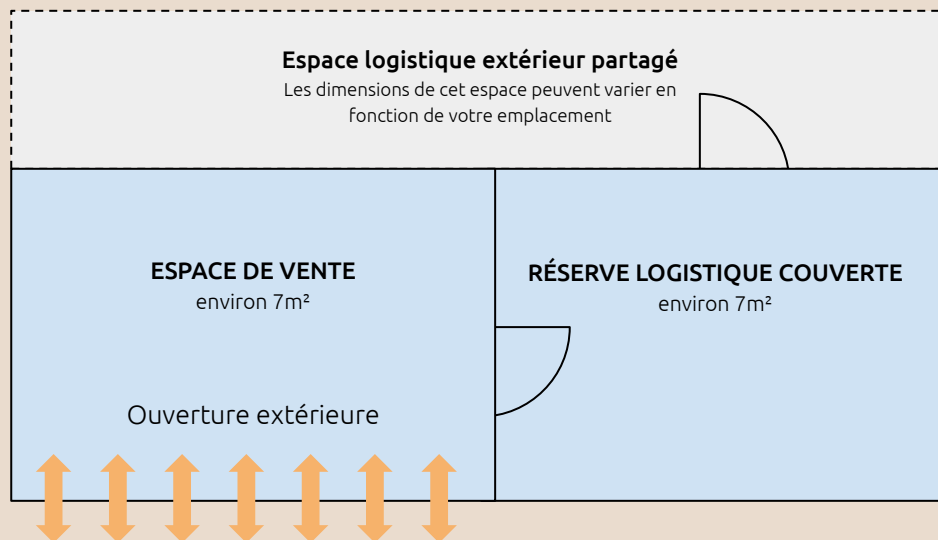 Espace logistique extérieur partagé
Les dimensions de cet espace peuvent varier en
fonction de votre emplacement
ESPACE DE VENTE
environ 7m²
RÉSERVE LOGISTIQUE COUVERTE
environ 7m²
Ouverture extérieure